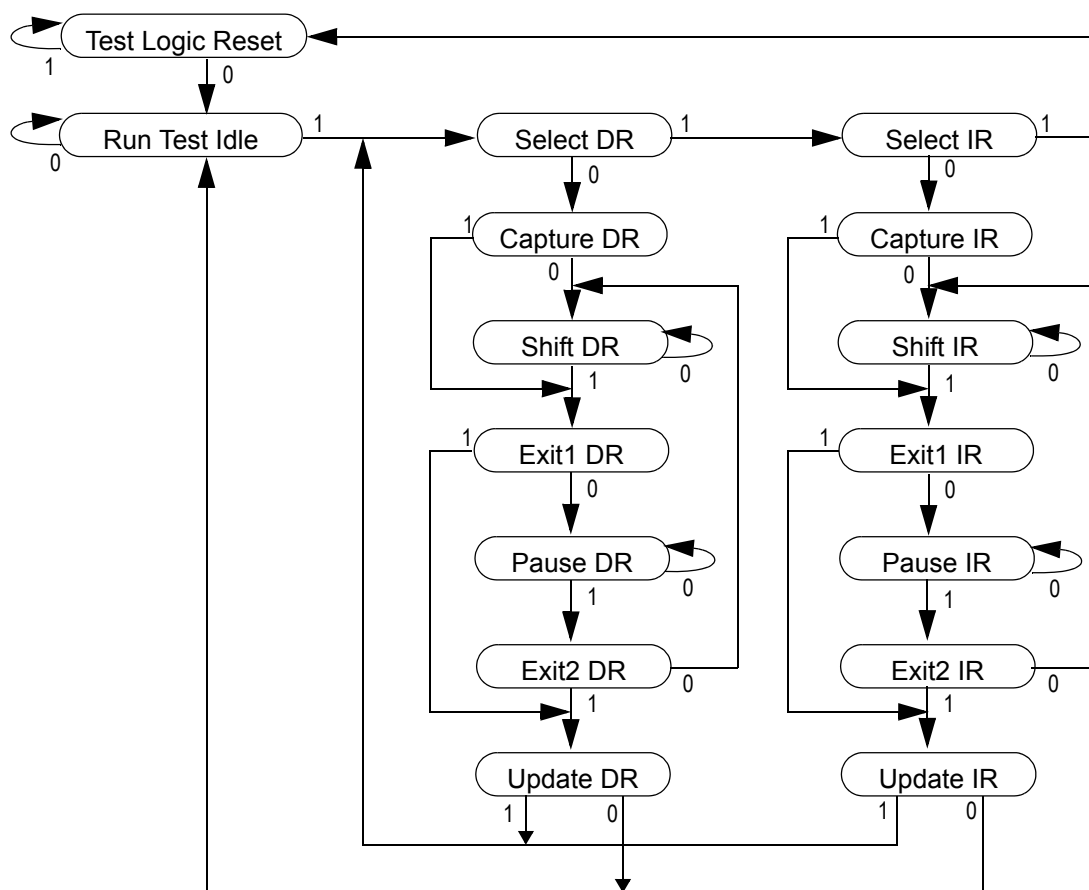 Test Logic Reset
1
0
Run Test Idle
1
0
Select DR
1
0
Select IR
1
0
Capture DR
1
0
Capture IR
1
0
Shift DR
0
1
Shift IR
0
1
Exit1 DR
1
0
Exit1 IR
1
0
Pause DR
0
1
Pause IR
0
1
Exit2 DR
0
1
Exit2 IR
0
1
Update DR
1
0
Update IR
1
0